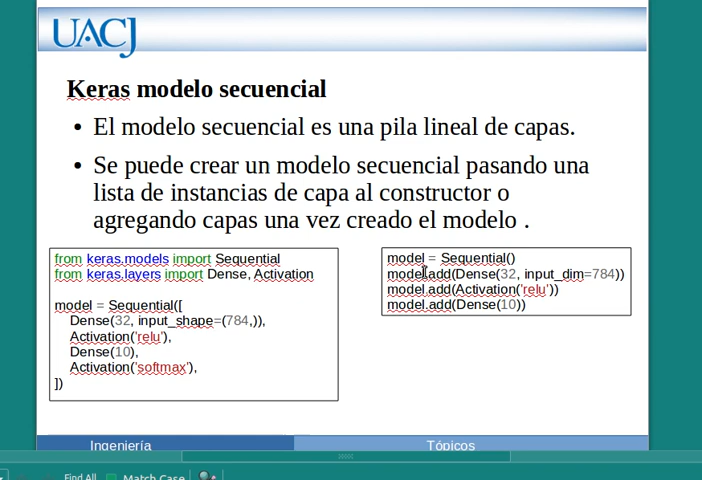 UACJ
Keras modelo secuencial
• El modelo secuencial es una pila lineal de capas.
• Se puede crear un modelo secuencial pasando una
lista de instancias de capa al constructor o
agregando capas una vez creado el modelo .
from keras.models import Sequential
from keras.layers import Dense, Activation
model = Sequential([
Dense(32, input_shape=(784,)),
Activation('relu'),
Dense(10),
Activation('softmax'),
])
model = Sequential()
model.add(Dense(32, input_dim=784))
model.add(Activation('relu'))
model.add(Dense(10))
Ingeniería
Tópicos
Find All
Match Case